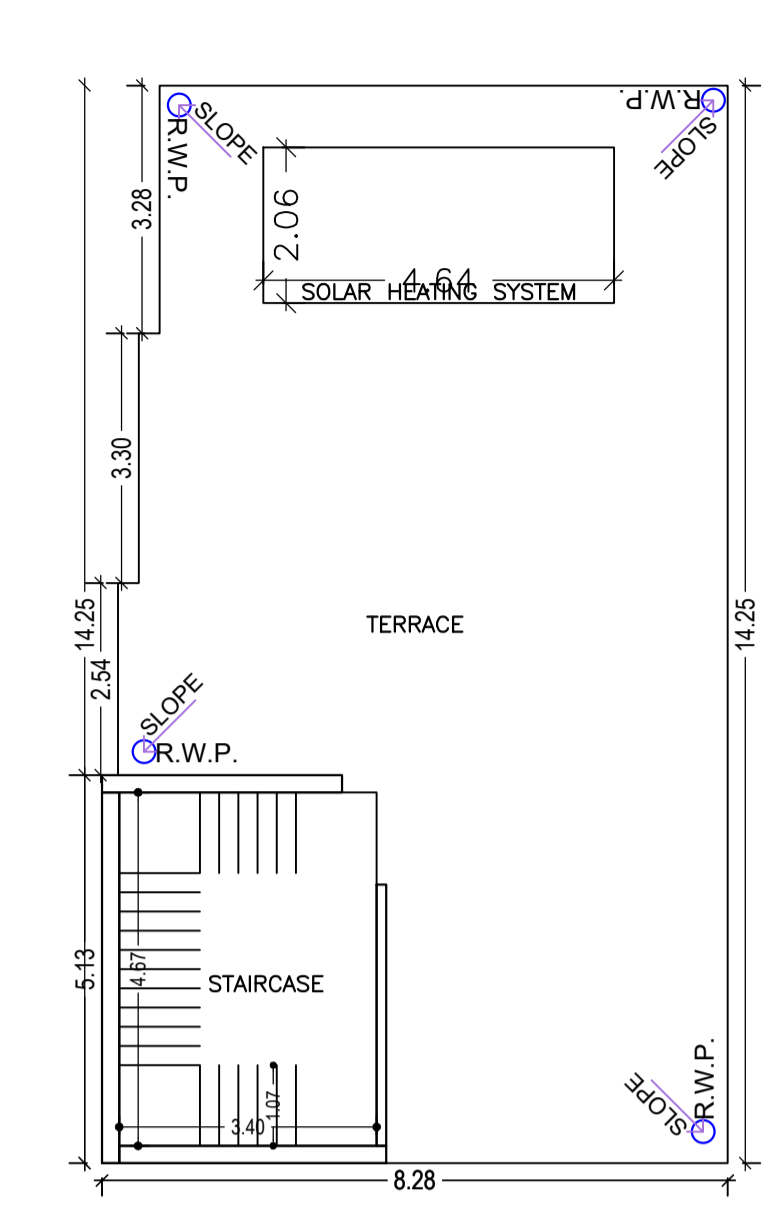 SLOPE
R.W.P.
R.W.P.
SLOPE
3.28
2.06
4.64
SOLAR HEATING SYSTEM
3.30
14.25
TERRACE
14.25
2.54
SLOPE
R.W.P.
5.13
4.67
STAIRCASE
1.07
3.40
R.W.P.
SLOPE
8.28